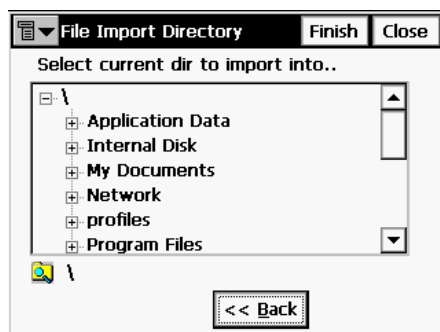 File Import Directory Finish Close
Select current dir to import into..
\
Application Data
Internal Disk
My Documents
Network
profiles
Program Files
\
<< Back